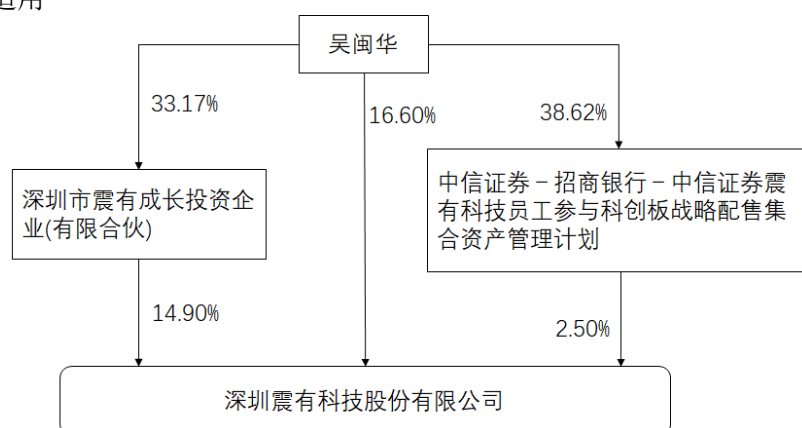 适用
吴闽华
33.17%
16.60%
38.62%
深圳市震有成长投资企
业(有限合伙)
中信证券－招商银行－中信证券震
有科技员工参与科创板战略配售集
合资产管理计划
14.90%
2.50%
深圳震有科技股份有限公司